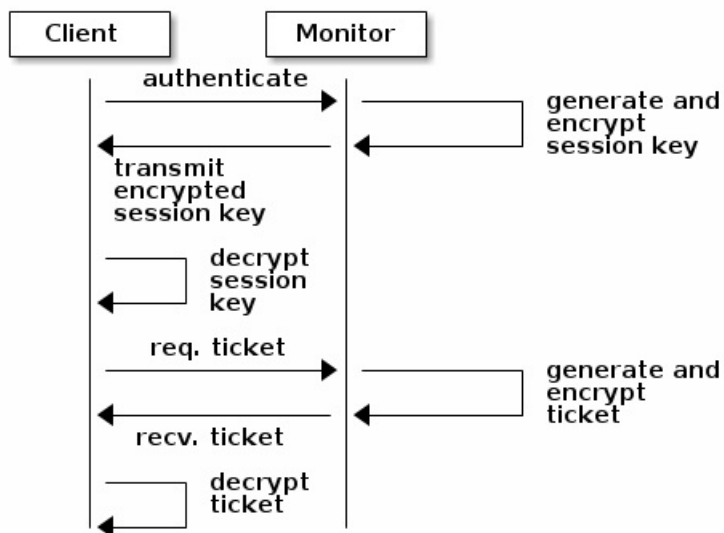 Client
Monitor
authenticate
generate and
encrypt
session key
transmit
encrypted
session key
decrypt
session
key
req. ticket
generate and
encrypt
ticket
recv. ticket
decrypt
ticket